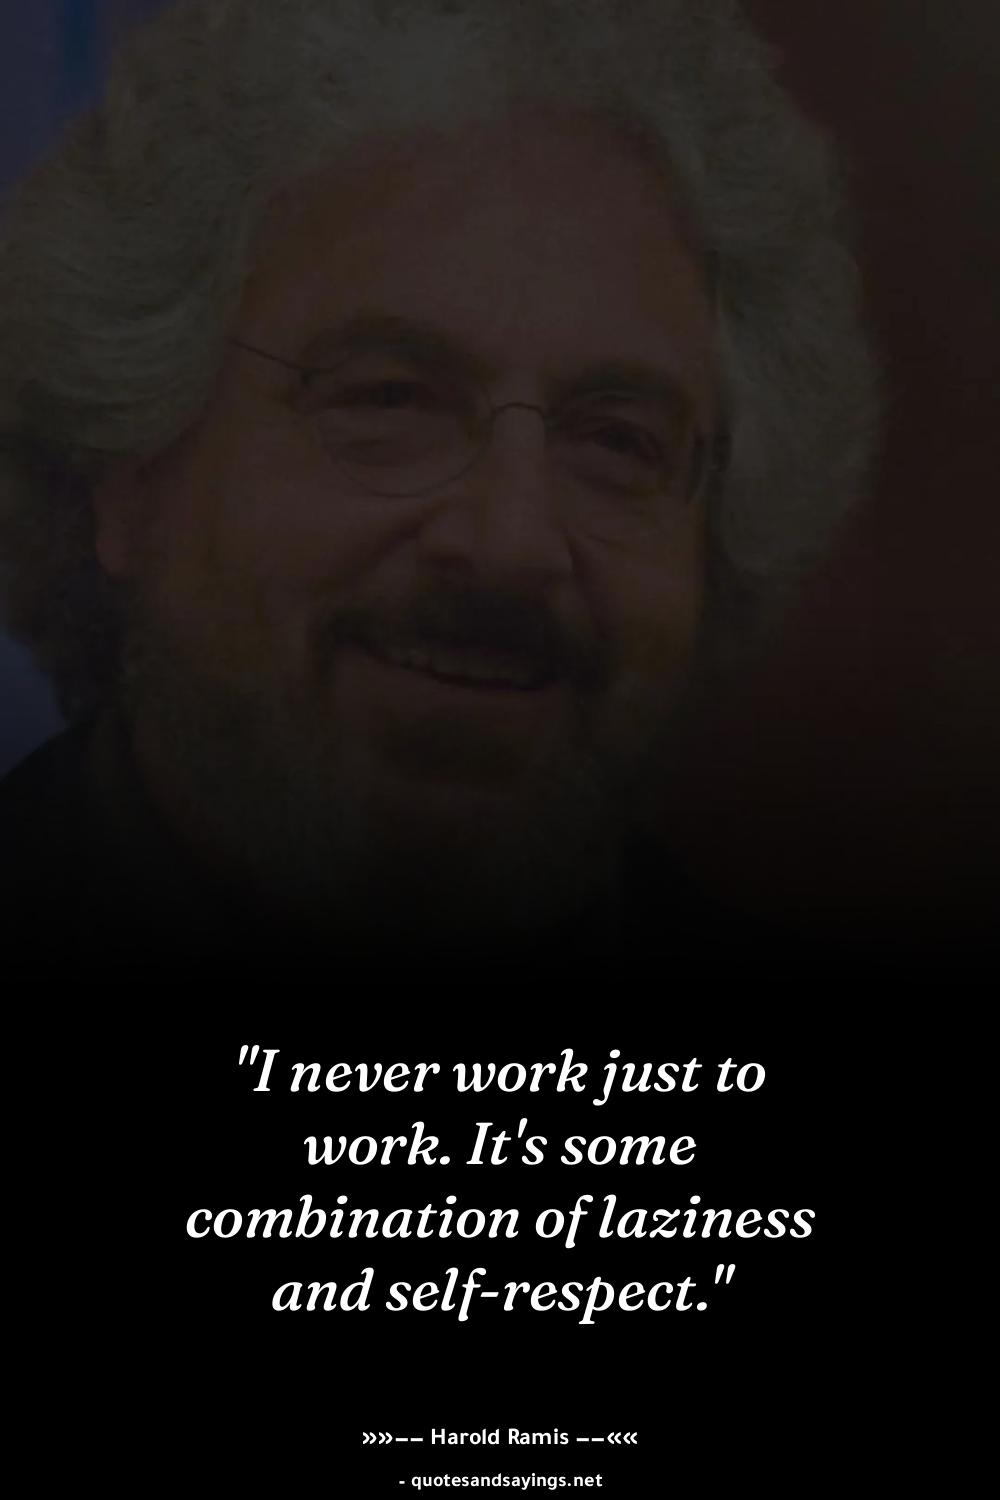 "I never work just to
work. It's some
combination of laziness
and self-respect."
»»—— Harold Ramis ——««
- quotesandsayings.net